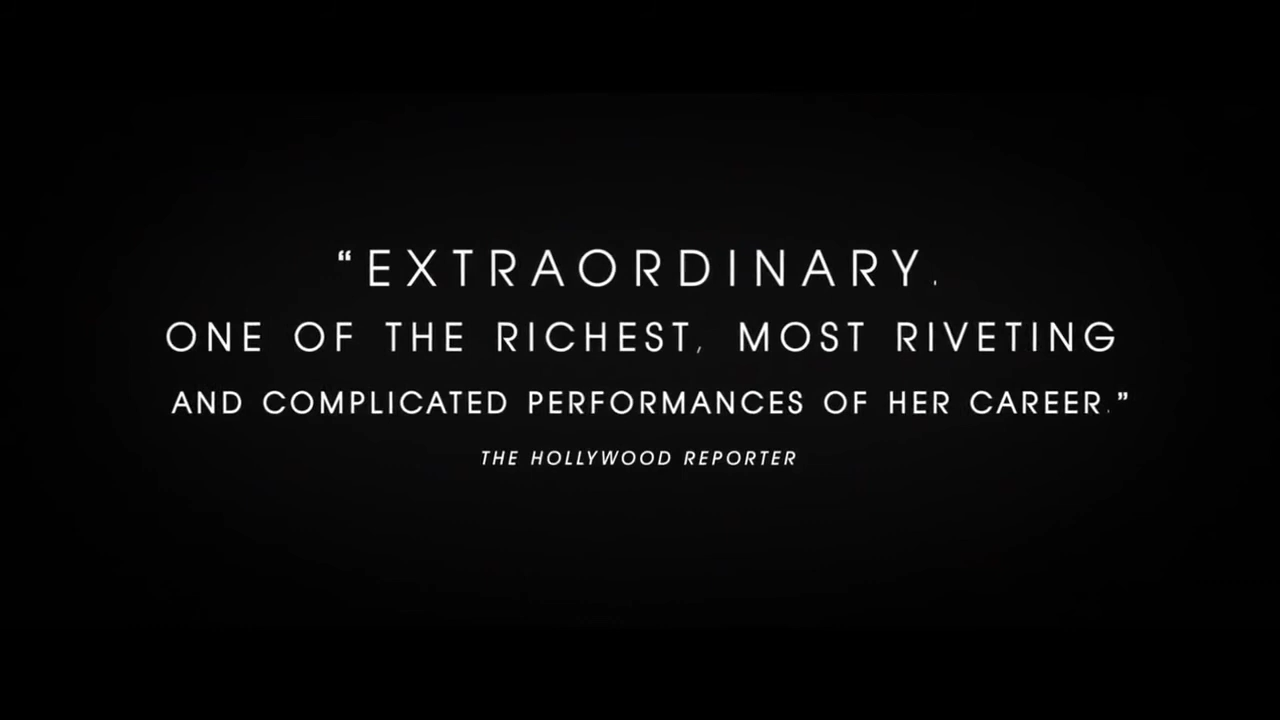 “EXTRAORDINARY.
ONE OF THE RICHEST, MOST RIVETING
AND COMPLICATED PERFORMANCES OF HER CAREER.”
THE HOLLYWOOD REPORTER